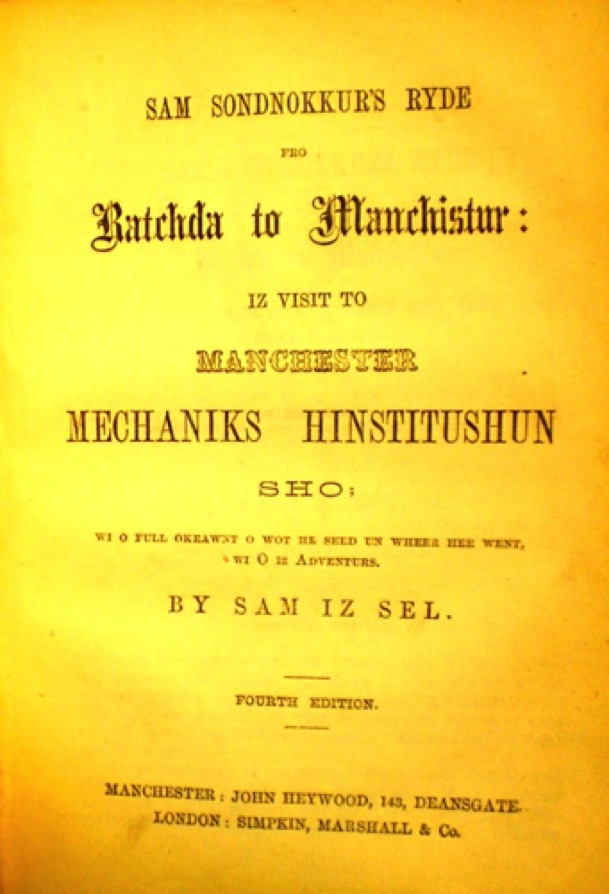 SAM SONDNOKKUR'S RYDE
FRO
Ratchda to Manchistur:
IZ VISIT TO
MANCHESTER
MECHANIKS HINSTITUSHUN
SHO;
WI O FULL OKEAWNT O WOT HE SEED UN WHEER HEE WENT,
WI O IZ ADVENTURS.
BY SAM IZ SEL.
FOURTH EDITION.
MANCHESTER: JOHN HEYWOOD, 143, DEANSGATE.
LONDON: SIMPKIN, MARSHALL & Co.